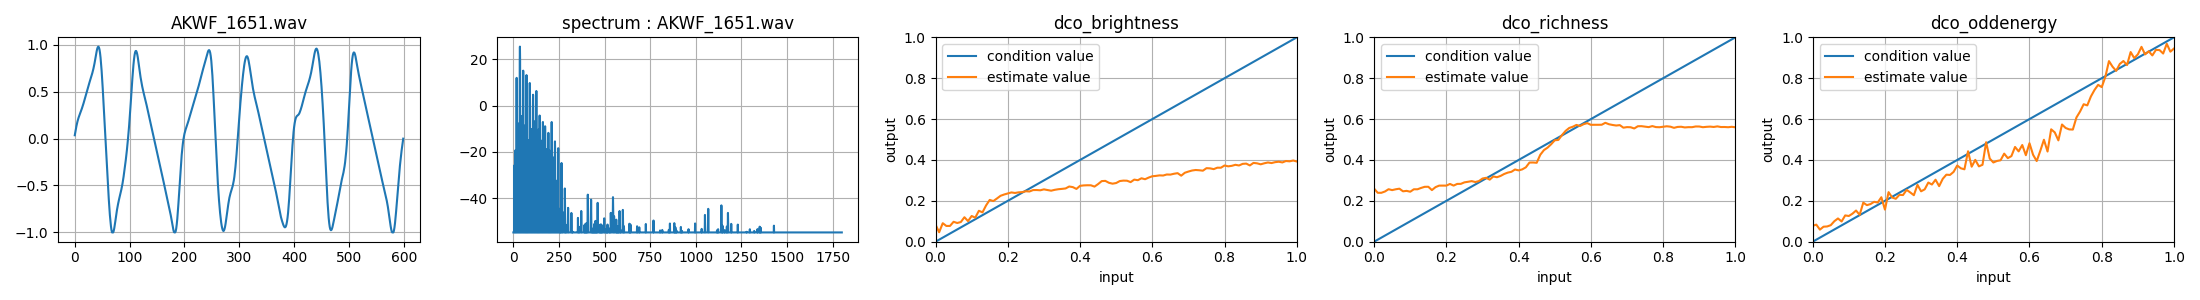 AKWF_1651.wav
1.0
0.5
0.0
−0.5
−1.0
0 100 200 300 400 500 600
spectrum : AKWF_1651.wav
20
0
−20
−40
0 250 500 750 1000 1250 1500 1750
dco_brightness
condition value
estimate value
output
1.0
0.8
0.6
0.4
0.2
0.0
0.0 0.2 0.4 0.6 0.8 1.0
input
dco_richness
condition value
estimate value
output
1.0
0.8
0.6
0.4
0.2
0.0
0.0 0.2 0.4 0.6 0.8 1.0
input
dco_oddenergy
condition value
estimate value
output
1.0
0.8
0.6
0.4
0.2
0.0
0.0 0.2 0.4 0.6 0.8 1.0
input